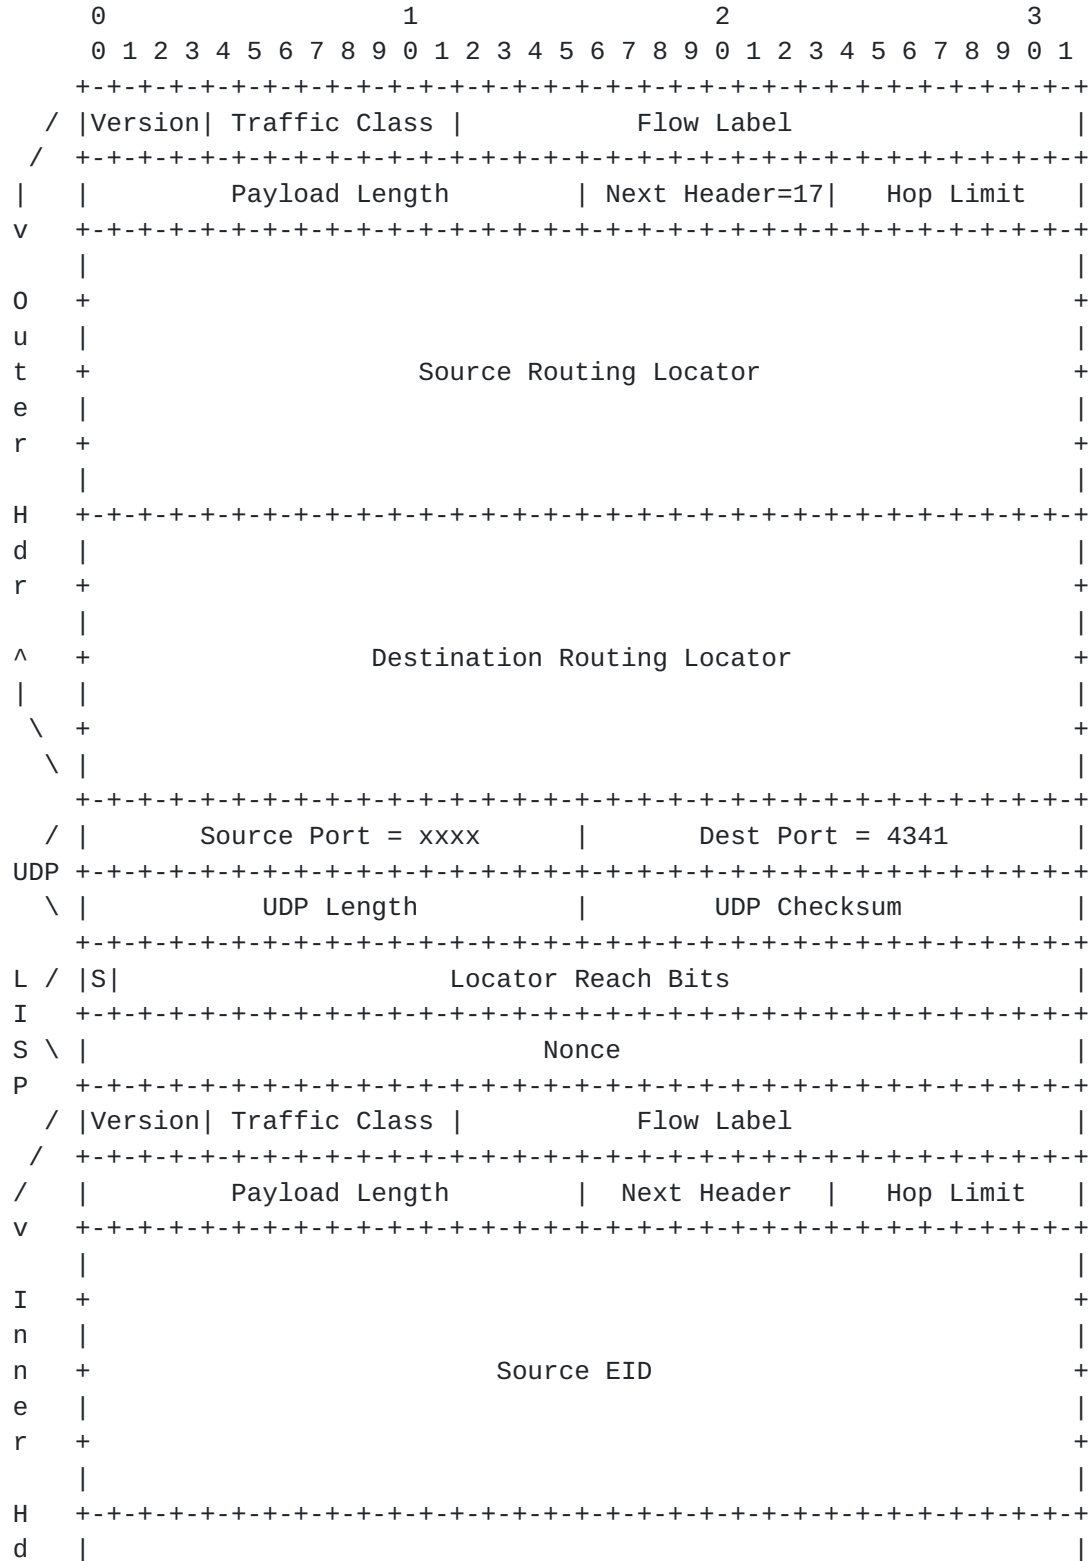 0                   1                   2                   3
        0 1 2 3 4 5 6 7 8 9 0 1 2 3 4 5 6 7 8 9 0 1 2 3 4 5 6 7 8 9 0 1
       +-+-+-+-+-+-+-+-+-+-+-+-+-+-+-+-+-+-+-+-+-+-+-+-+-+-+-+-+-+-+-+-+
     / |Version| Traffic Class |           Flow Label                  |
    /  +-+-+-+-+-+-+-+-+-+-+-+-+-+-+-+-+-+-+-+-+-+-+-+-+-+-+-+-+-+-+-+-+
   |   |         Payload Length        | Next Header=17|   Hop Limit   |
   v   +-+-+-+-+-+-+-+-+-+-+-+-+-+-+-+-+-+-+-+-+-+-+-+-+-+-+-+-+-+-+-+-+
       |                                                               |
   O   +                                                               +
   u   |                                                               |
   t   +                     Source Routing Locator                    +
   e   |                                                               |
   r   +                                                               +
       |                                                               |
   H   +-+-+-+-+-+-+-+-+-+-+-+-+-+-+-+-+-+-+-+-+-+-+-+-+-+-+-+-+-+-+-+-+
   d   |                                                               |
   r   +                                                               +
       |                                                               |
   ^   +                  Destination Routing Locator                  +
   |   |                                                               |
    \  +                                                               +
     \ |                                                               |
       +-+-+-+-+-+-+-+-+-+-+-+-+-+-+-+-+-+-+-+-+-+-+-+-+-+-+-+-+-+-+-+-+
     / |       Source Port = xxxx      |       Dest Port = 4341        |
   UDP +-+-+-+-+-+-+-+-+-+-+-+-+-+-+-+-+-+-+-+-+-+-+-+-+-+-+-+-+-+-+-+-+
     \ |           UDP Length          |        UDP Checksum           |
       +-+-+-+-+-+-+-+-+-+-+-+-+-+-+-+-+-+-+-+-+-+-+-+-+-+-+-+-+-+-+-+-+
   L / |S|                     Locator Reach Bits                      |
   I   +-+-+-+-+-+-+-+-+-+-+-+-+-+-+-+-+-+-+-+-+-+-+-+-+-+-+-+-+-+-+-+-+
   S \ |                             Nonce                             |
   P   +-+-+-+-+-+-+-+-+-+-+-+-+-+-+-+-+-+-+-+-+-+-+-+-+-+-+-+-+-+-+-+-+
     / |Version| Traffic Class |           Flow Label                  |
    /  +-+-+-+-+-+-+-+-+-+-+-+-+-+-+-+-+-+-+-+-+-+-+-+-+-+-+-+-+-+-+-+-+
   /   |         Payload Length        |  Next Header  |   Hop Limit   |
   v   +-+-+-+-+-+-+-+-+-+-+-+-+-+-+-+-+-+-+-+-+-+-+-+-+-+-+-+-+-+-+-+-+
       |                                                               |
   I   +                                                               +
   n   |                                                               |
   n   +                          Source EID                           +
   e   |                                                               |
   r   +                                                               +
       |                                                               |
   H   +-+-+-+-+-+-+-+-+-+-+-+-+-+-+-+-+-+-+-+-+-+-+-+-+-+-+-+-+-+-+-+-+
   d   |                                                               |